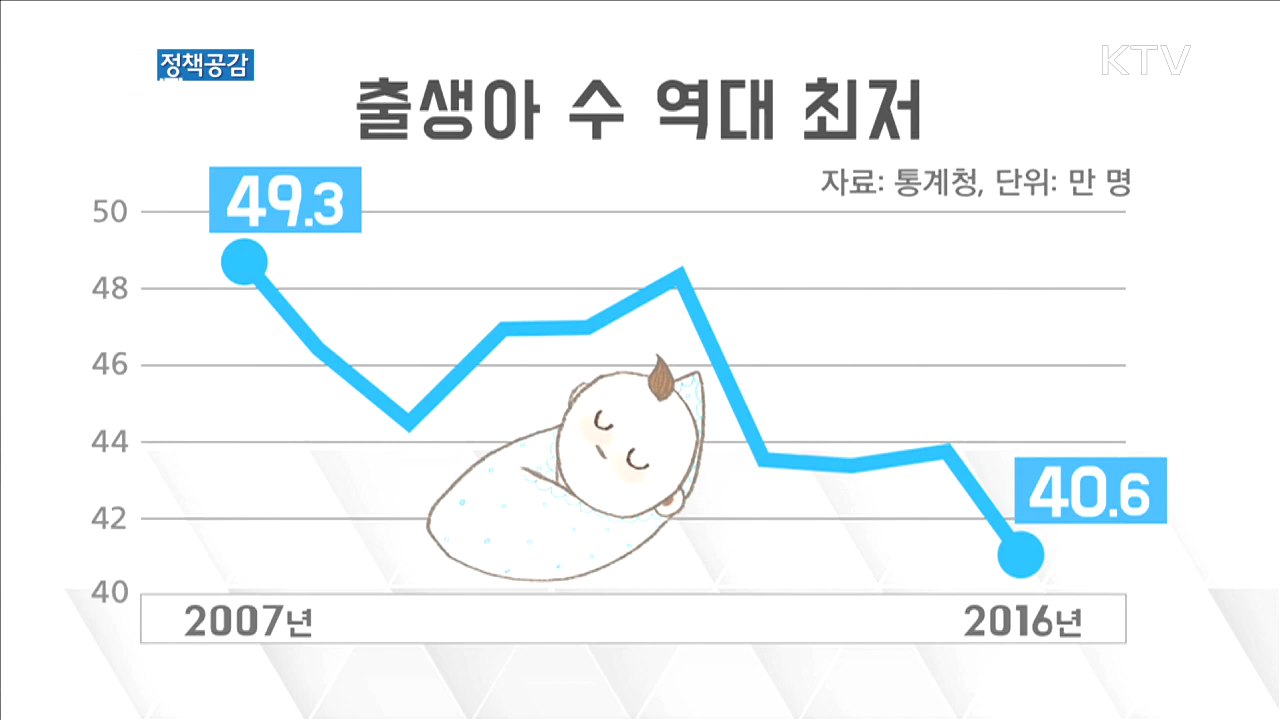 정책공감
KTV
출생아 수 역대 최저
자료: 통계청, 단위: 만 명
49.3
50
48
46
44
42
40
40.6
2007년
2016년